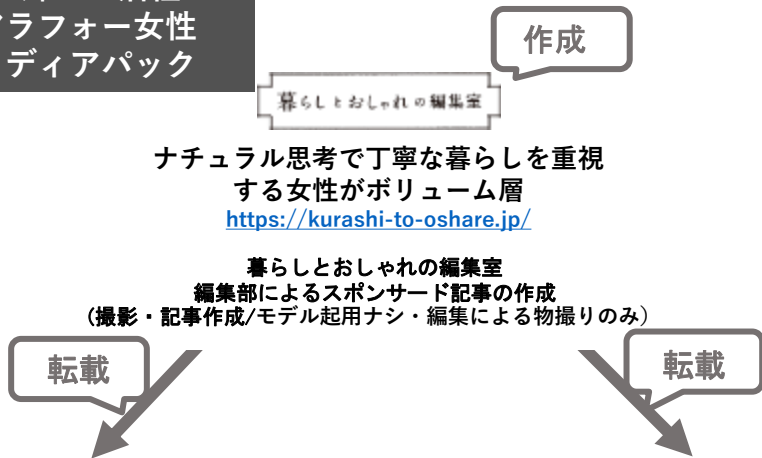 ラフォー女性
ディアパック
作成
暮らしとおしゃれの編集室
ナチュラル思考で丁寧な暮らしを重視
する女性がボリューム層
https://kurashi-to-oshare.jp/
暮らしとおしゃれの編集室
編集部によるスポンサード記事の作成
（撮影・記事作成/モデル起用ナシ・編集による物撮りのみ）
転載
転載